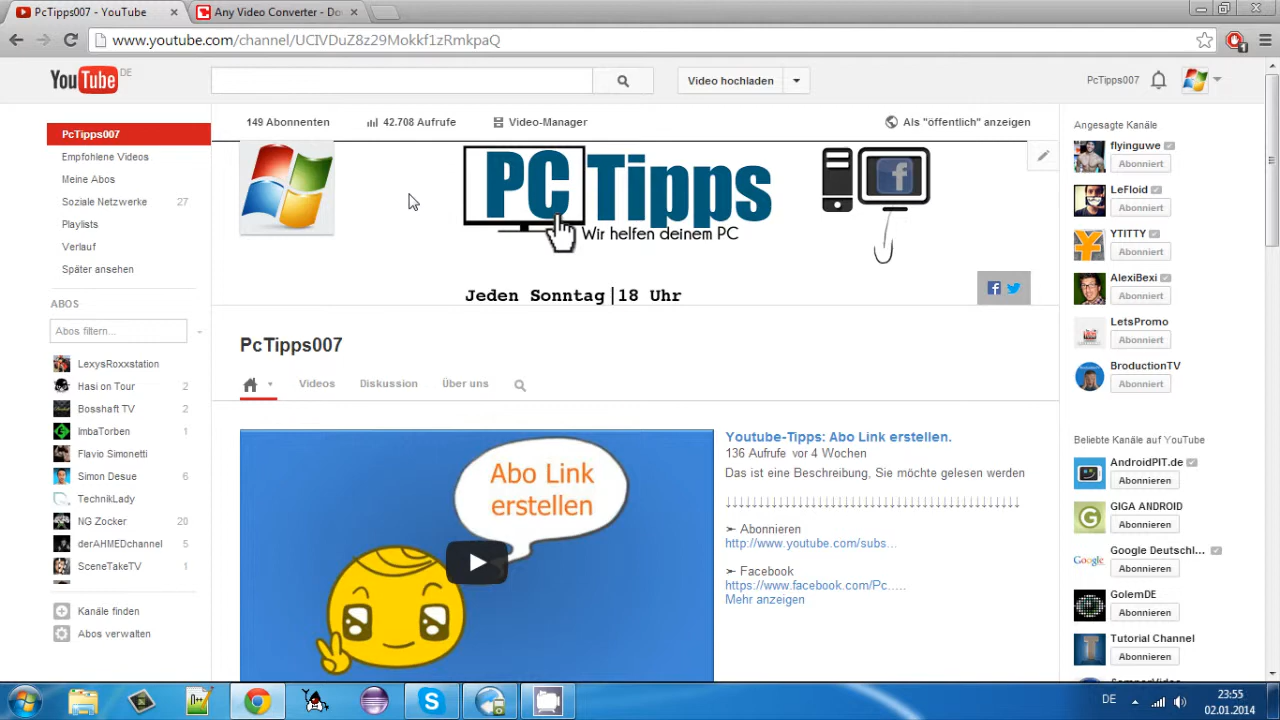 PcTipps007 - YouTube
Any Video Converter - Do
www.youtube.com/channel/UCIVDuZ8z29Mokkf1zRmkpaQ
YouTube DE
Video hochladen
PcTipps007
149 Abonnenten
42.708 Aufrufe
Video-Manager
Als "öffentlich" anzeigen
PcTipps007
Empfohlene Videos
Meine Abos
Soziale Netzwerke 27
Playlists
Verlauf
Später ansehen
ABOS
Abos filtern...
LexysRoxxstation
Hasi on Tour 2
Bosshaft TV 2
ImbaTorben 1
Flavio Simonetti
Simon Desue 6
TechnikLady
NG Zocker 20
derAHMEDchannel 5
SceneTakeTV 1
Kanäle finden
Abos verwalten
PC Tipps
Wir helfen deinem PC
Jeden Sonntag|18 Uhr
PcTipps007
Videos
Diskussion
Über uns
Abo Link
erstellen
Youtube-Tipps: Abo Link erstellen.
136 Aufrufe vor 4 Wochen
Das ist eine Beschreibung, Sie möchte gelesen werden
↓↓↓↓↓↓↓↓↓↓↓↓↓↓↓↓↓↓↓↓↓↓↓↓↓↓↓↓↓↓↓↓↓↓↓↓↓↓↓↓↓↓
➛ Abonnieren
http://www.youtube.com/subs...
➛ Facebook
https://www.facebook.com/Pc.....
Mehr anzeigen
Angesagte Kanäle
flyinguwe
Abonniert
LeFloid
Abonniert
YTITTY
Abonniert
AlexiBexi
Abonniert
LetsPromo
Abonniert
BroductionTV
Abonniert
Beliebte Kanäle auf YouTube
AndroidPIT.de
Abonnieren
GIGA ANDROID
Abonnieren
Google Deutschl...
Abonnieren
GolemDE
Abonnieren
Tutorial Channel
Abonnieren
DE
23:55
02.01.2014